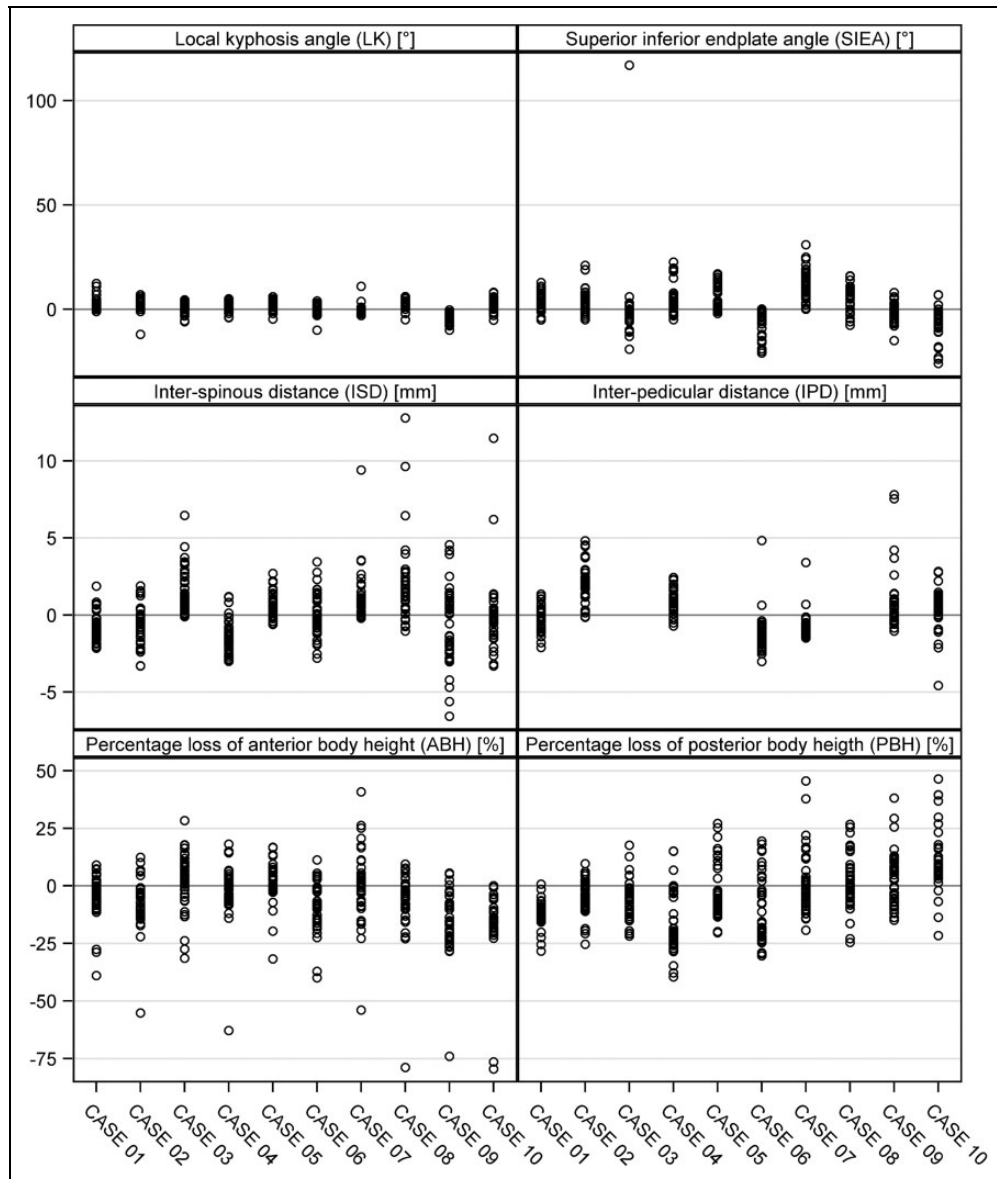 Local kyphosis angle (LK) [°]
Superior inferior endplate angle (SIEA) [°]
100
50
0
Inter-spinous distance (ISD) [mm]
Inter-pedicular distance (IPD) [mm]
10
5
0
-5
Percentage loss of anterior body height (ABH) [%]
Percentage loss of posterior body heigth (PBH) [%]
50
25
0
-25
-50
-75
CASE 01
CASE 02
CASE 03
CASE 04
CASE 05
CASE 06
CASE 07
CASE 08
CASE 09
CASE 10
CASE 01
CASE 02
CASE 03
CASE 04
CASE 05
CASE 06
CASE 07
CASE 08
CASE 09
CASE 10